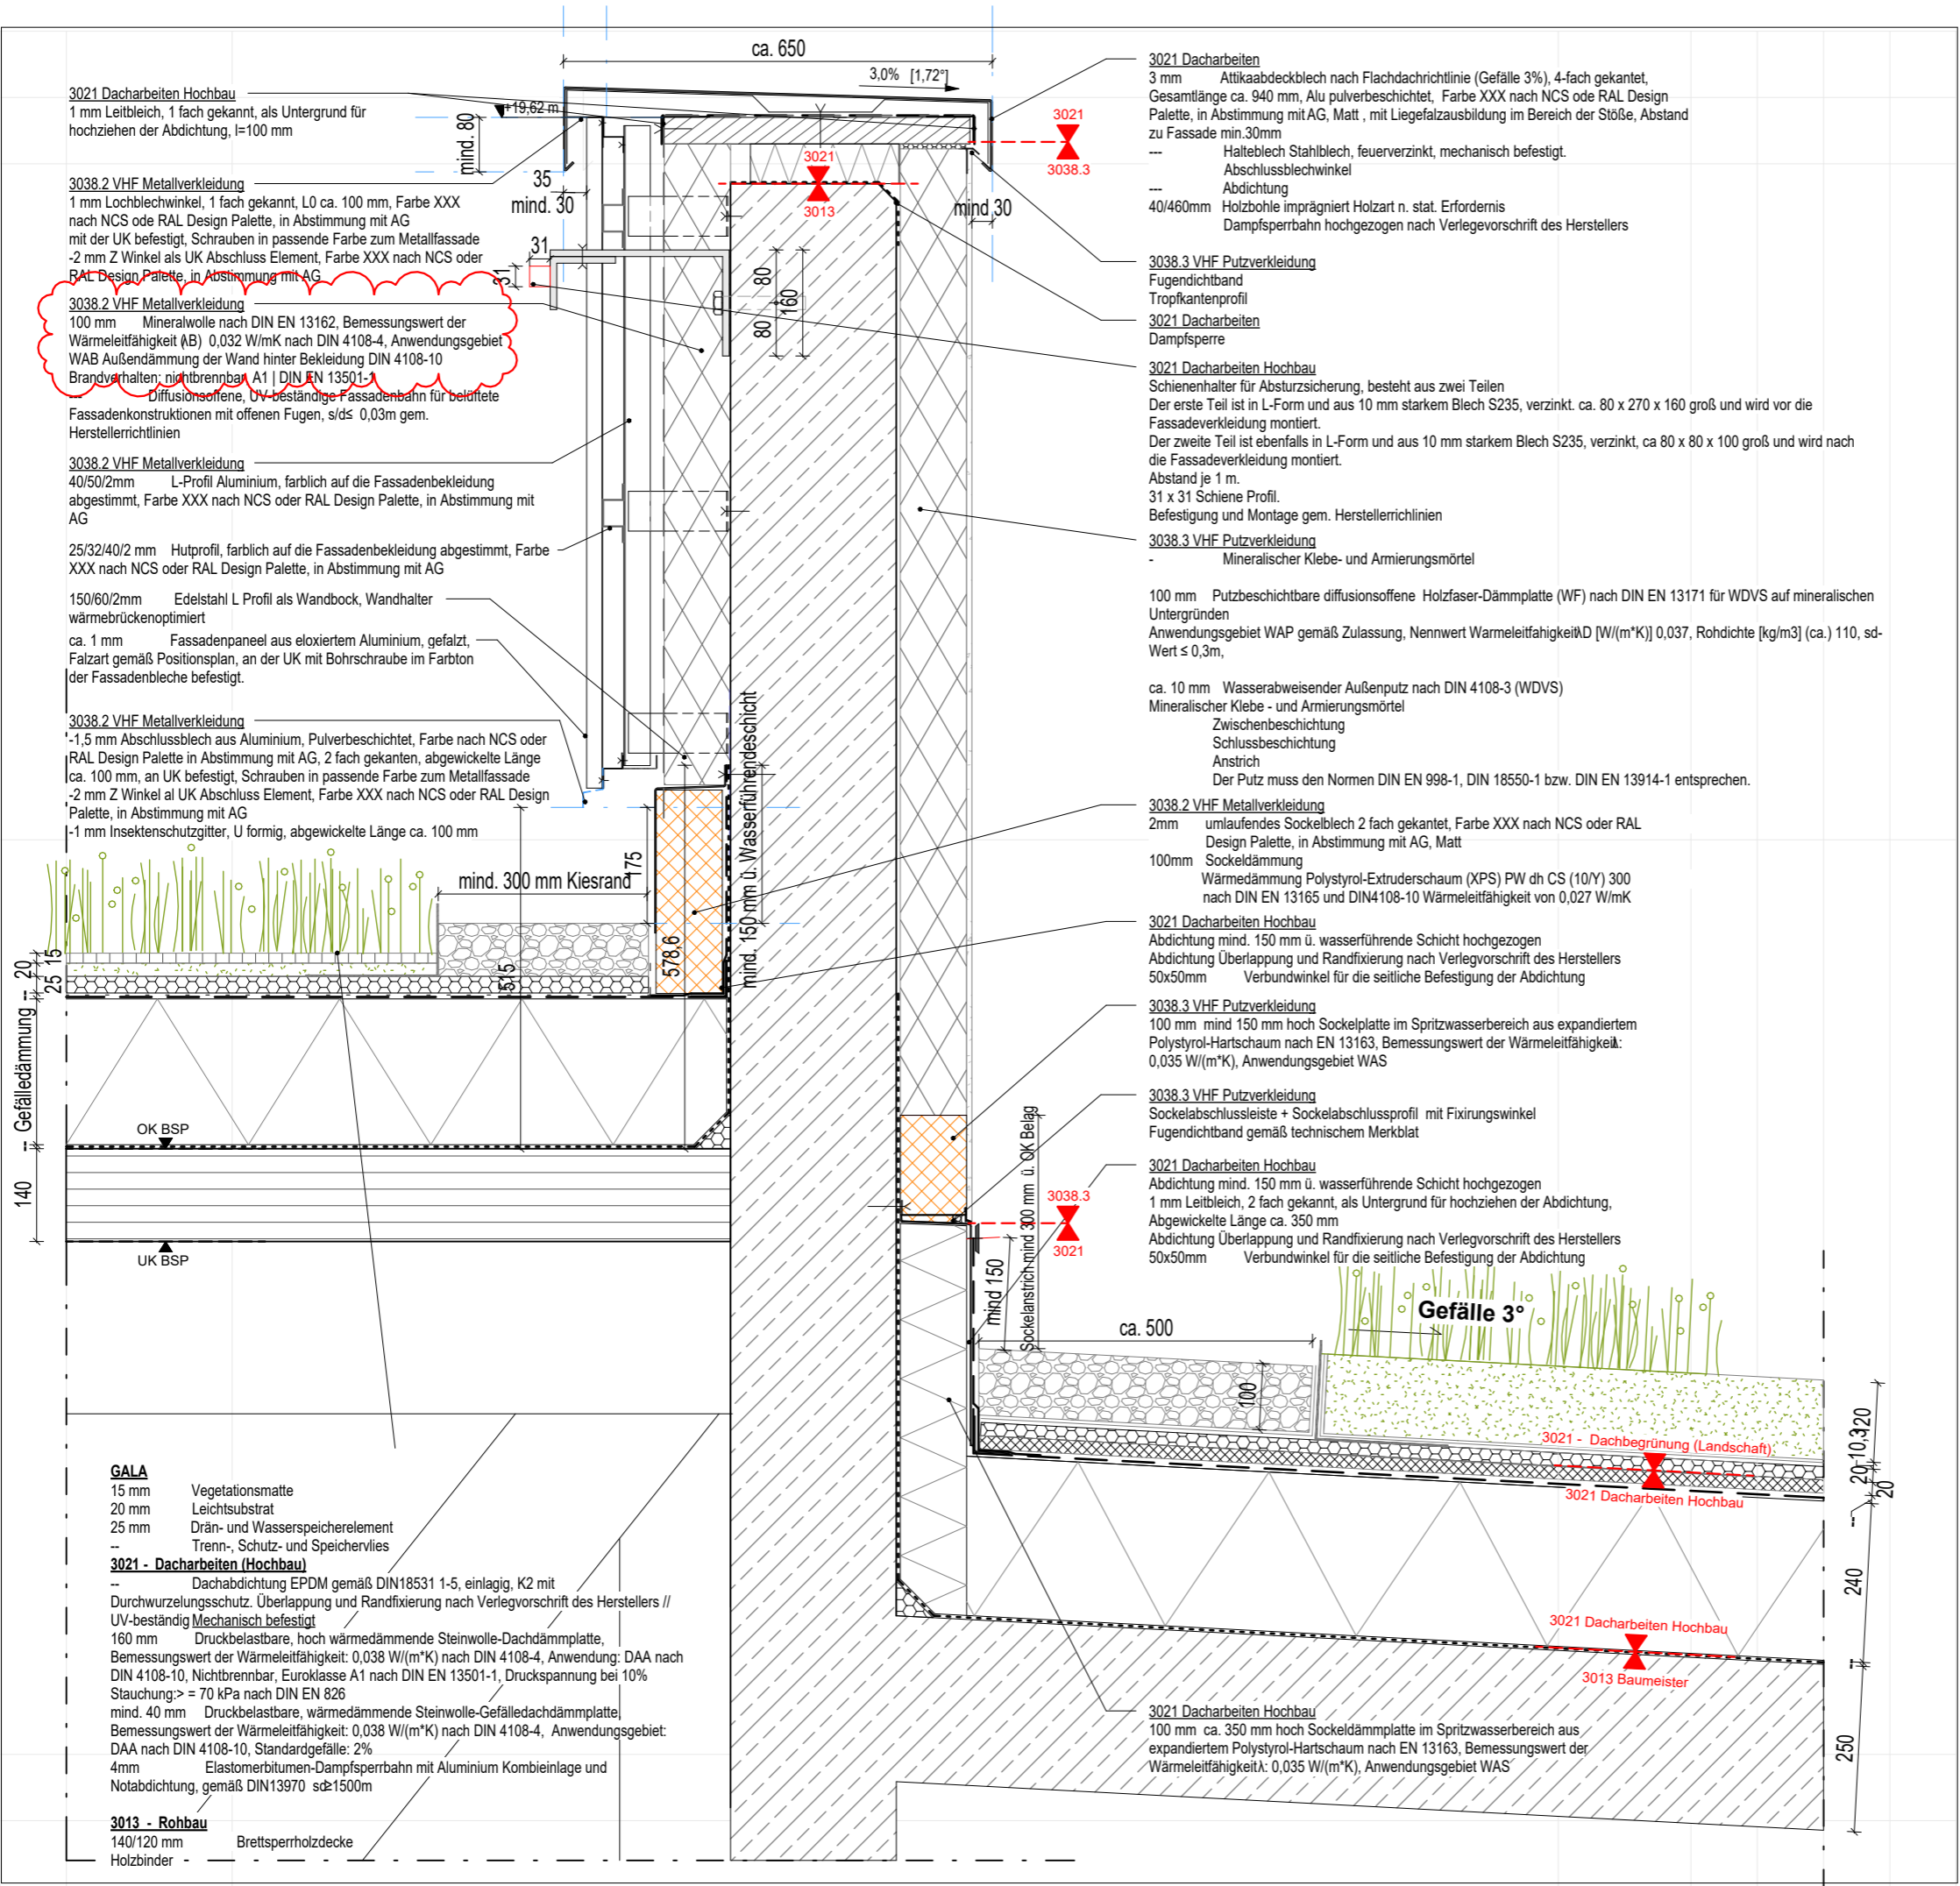 ca. 650
3,0% [1,72°]
+19,62 m
mind. 80
35
mind. 30
mind 30
31
31
80
160
80
3021
3013
3021
3038.3
3021 Dacharbeiten Hochbau
1 mm Leitbleich, 1 fach gekannt, als Untergrund für
hochziehen der Abdichtung, l=100 mm
3038.2 VHF Metallverkleidung
1 mm Lochblechwinkel, 1 fach gekannt, L0 ca. 100 mm, Farbe XXX
nach NCS ode RAL Design Palette, in Abstimmung mit AG
mit der UK befestigt, Schrauben in passende Farbe zum Metallfassade
-2 mm Z Winkel als UK Abschluss Element, Farbe XXX nach NCS oder
RAL Design Palette, in Abstimmung mit AG
3038.2 VHF Metallverkleidung
100 mm Mineralwolle nach DIN EN 13162, Bemessungswert der
Wärmeleitfähigkeit (λB) 0,032 W/mK nach DIN 4108-4, Anwendungsgebiet
WAB Außendämmung der Wand hinter Bekleidung DIN 4108-10
Brandverhalten: nichtbrennbar, A1 | DIN EN 13501-1
--- Diffusionsoffene, UV-beständige Fassadenbahn für belüftete
Fassadenkonstruktionen mit offenen Fugen, s/d≤ 0,03m gem.
Herstellerrichtlinien
3038.2 VHF Metallverkleidung
40/50/2mm L-Profil Aluminium, farblich auf die Fassadenbekleidung
abgestimmt, Farbe XXX nach NCS oder RAL Design Palette, in Abstimmung mit
AG
25/32/40/2 mm Hutprofil, farblich auf die Fassadenbekleidung abgestimmt, Farbe
XXX nach NCS oder RAL Design Palette, in Abstimmung mit AG
150/60/2mm Edelstahl L Profil als Wandbock, Wandhalter
wärmebrückenoptimiert
ca. 1 mm Fassadenpaneel aus eloxiertem Aluminium, gefalzt,
Falzart gemäß Positionsplan, an der UK mit Bohrschraube im Farbton
der Fassadenbleche befestigt.
3038.2 VHF Metallverkleidung
-1,5 mm Abschlussblech aus Aluminium, Pulverbeschichtet, Farbe nach NCS oder
RAL Design Palette in Abstimmung mit AG, 2 fach gekanten, abgewickelte Länge
ca. 100 mm, an UK befestigt, Schrauben in passende Farbe zum Metallfassade
-2 mm Z Winkel al UK Abschluss Element, Farbe XXX nach NCS oder RAL Design
Palette, in Abstimmung mit AG
-1 mm Insektenschutzgitter, U formig, abgewickelte Länge ca. 100 mm
mind. 300 mm Kiesrand
175
515
578,6
mind. 150 mm ü. Wasserführendeschicht
15
20
25
-- Gefälledämmung --
140
OK BSP
UK BSP
GALA
15 mm Vegetationsmatte
20 mm Leichtsubstrat
25 mm Drän- und Wasserspeicherelement
-- Trenn-, Schutz- und Speichervlies
3021 - Dacharbeiten (Hochbau)
-- Dachabdichtung EPDM gemäß DIN18531 1-5, einlagig, K2 mit
Durchwurzelungsschutz. Überlappung und Randfixierung nach Verlegvorschrift des Herstellers //
UV-beständig Mechanisch befestigt
160 mm Druckbelastbare, hoch wärmedämmende Steinwolle-Dachdämmplatte,
Bemessungswert der Wärmeleitfähigkeit: 0,038 W/(m*K) nach DIN 4108-4, Anwendung: DAA nach
DIN 4108-10, Nichtbrennbar, Euroklasse A1 nach DIN EN 13501-1, Druckspannung bei 10%
Stauchung:> = 70 kPa nach DIN EN 826
mind. 40 mm Druckbelastbare, wärmedämmende Steinwolle-Gefälledachdämmplatte,
Bemessungswert der Wärmeleitfähigkeit: 0,038 W/(m*K) nach DIN 4108-4, Anwendungsgebiet:
DAA nach DIN 4108-10, Standardgefälle: 2%
4mm Elastomerbitumen-Dampfsperrbahn mit Aluminium Kombieinlage und
Notabdichtung, gemäß DIN13970 sd≥1500m
3013 - Rohbau
140/120 mm Brettsperrholzdecke
Holzbinder
3021 Dacharbeiten
3 mm Attikaabdeckblech nach Flachdachrichtlinie (Gefälle 3%), 4-fach gekantet,
Gesamtlänge ca. 940 mm, Alu pulverbeschichtet, Farbe XXX nach NCS ode RAL Design
Palette, in Abstimmung mit AG, Matt , mit Liegefalzausbildung im Bereich der Stöße, Abstand
zu Fassade min.30mm
--- Halteblech Stahlblech, feuerverzinkt, mechanisch befestigt.
Abschlussblechwinkel
--- Abdichtung
40/460mm Holzbohle imprägniert Holzart n. stat. Erfordernis
Dampfsperrbahn hochgezogen nach Verlegevorschrift des Herstellers
3038.3 VHF Putzverkleidung
Fugendichtband
Tropfkantenprofil
3021 Dacharbeiten
Dampfsperre
3021 Dacharbeiten Hochbau
Schienenhalter für Absturzsicherung, besteht aus zwei Teilen
Der erste Teil ist in L-Form und aus 10 mm starkem Blech S235, verzinkt. ca. 80 x 270 x 160 groß und wird vor die
Fassadeverkleidung montiert.
Der zweite Teil ist ebenfalls in L-Form und aus 10 mm starkem Blech S235, verzinkt, ca 80 x 80 x 100 groß und wird nach
die Fassadeverkleidung montiert.
Abstand je 1 m.
31 x 31 Schiene Profil.
Befestigung und Montage gem. Herstellerrichlinien
3038.3 VHF Putzverkleidung
- Mineralischer Klebe- und Armierungsmörtel
100 mm Putzbeschichtbare diffusionsoffene Holzfaser-Dämmplatte (WF) nach DIN EN 13171 für WDVS auf mineralischen
Untergründen
Anwendungsgebiet WAP gemäß Zulassung, Nennwert Warmeleitfahigkeit λD [W/(m*K)] 0,037, Rohdichte [kg/m3] (ca.) 110, sd-
Wert ≤ 0,3m,
ca. 10 mm Wasserabweisender Außenputz nach DIN 4108-3 (WDVS)
Mineralischer Klebe - und Armierungsmörtel
Zwischenbeschichtung
Schlussbeschichtung
Anstrich
Der Putz muss den Normen DIN EN 998-1, DIN 18550-1 bzw. DIN EN 13914-1 entsprechen.
3038.2 VHF Metallverkleidung
2mm umlaufendes Sockelblech 2 fach gekantet, Farbe XXX nach NCS oder RAL
Design Palette, in Abstimmung mit AG, Matt
100mm Sockeldämmung
Wärmedämmung Polystyrol-Extruderschaum (XPS) PW dh CS (10/Y) 300
nach DIN EN 13165 und DIN4108-10 Wärmeleitfähigkeit von 0,027 W/mK
3021 Dacharbeiten Hochbau
Abdichtung mind. 150 mm ü. wasserführende Schicht hochgezogen
Abdichtung Überlappung und Randfixierung nach Verlegvorschrift des Herstellers
50x50mm Verbundwinkel für die seitliche Befestigung der Abdichtung
3038.3 VHF Putzverkleidung
100 mm mind 150 mm hoch Sockelplatte im Spritzwasserbereich aus expandiertem
Polystyrol-Hartschaum nach EN 13163, Bemessungswert der Wärmeleitfähigkeit λ:
0,035 W/(m*K), Anwendungsgebiet WAS
3038.3 VHF Putzverkleidung
Sockelabschlussleiste + Sockelabschlussprofil mit Fixirungswinkel
Fugendichtband gemäß technischem Merkblat
3021 Dacharbeiten Hochbau
Abdichtung mind. 150 mm ü. wasserführende Schicht hochgezogen
1 mm Leitbleich, 2 fach gekannt, als Untergrund für hochziehen der Abdichtung,
Abgewickelte Länge ca. 350 mm
Abdichtung Überlappung und Randfixierung nach Verlegvorschrift des Herstellers
50x50mm Verbundwinkel für die seitliche Befestigung der Abdichtung
3038.3
3021
mind 150
Sockelanstrich mind 300 mm ü. OK Belag
ca. 500
100
Gefälle 3°
3021 - Dachbegrünung (Landschaft)
3021 Dacharbeiten Hochbau
3021 Dacharbeiten Hochbau
3013 Baumeister
20
--
240
--
250
3021 Dacharbeiten Hochbau
100 mm ca. 350 mm hoch Sockeldämmplatte im Spritzwasserbereich aus
expandiertem Polystyrol-Hartschaum nach EN 13163, Bemessungswert der
Wärmeleitfähigkeit λ: 0,035 W/(m*K), Anwendungsgebiet WAS